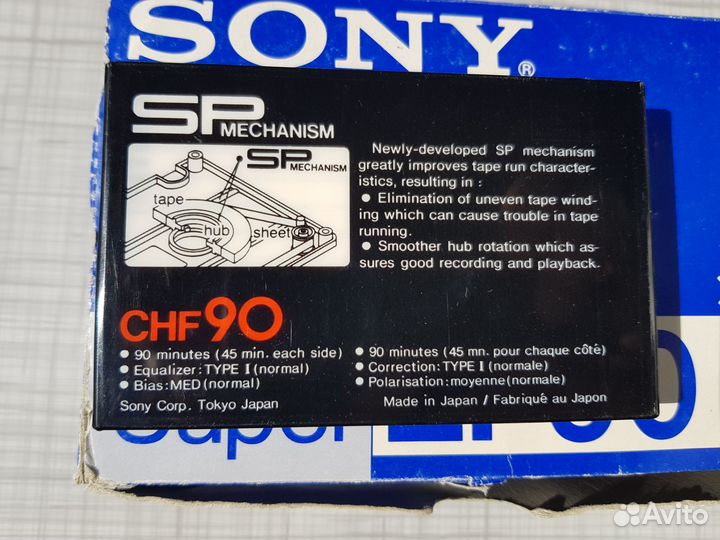 SONY®
SP MECHANISM
SP MECHANISM
tape
hub
sheet
Newly-developed SP mechanism
greatly improves tape run character-
istics, resulting in :
● Elimination of uneven tape wind-
ing which can cause trouble in tape
running.
● Smoother hub rotation which as-
sures good recording and playback.
CHF90
● 90 minutes (45 min. each side)
● Equalizer: TYPE I (normal)
● Bias: MED (normal)
● 90 minutes (45 mn. pour chaque côté)
● Correction: TYPE I (normale)
● Polarisation: moyenne (normale)
Sony Corp. Tokyo Japan
Made in Japan / Fabriqué au Japon
Super
Avito